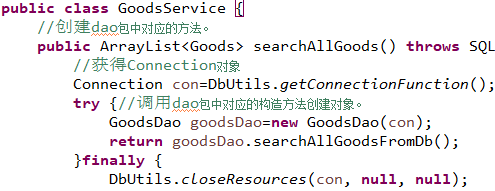 public class GoodsService {
//创建dao包中对应的方法。
public ArrayList<Goods> searchAllGoods() throws SQL
//获得Connection对象
Connection con=DbUtils.getConnectionFunction();
try {//调用dao包中对应的构造方法创建对象。
GoodsDao goodsDao=new GoodsDao(con);
return goodsDao.searchAllGoodsFromDb();
}finally {
DbUtils.closeResources(con, null, null);